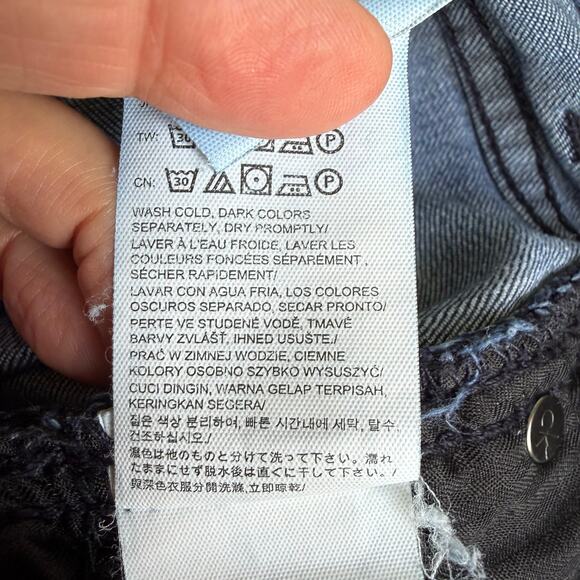 TW: 30 P
CN: 30 P
WASH COLD, DARK COLORS
SEPARATELY, DRY PROMPTLY/
LAVER À L'EAU FROIDE, LAVER LES
COULEURS FONCÉES SÉPARÉMENT,
SÉCHER RAPIDEMENT/
LAVAR CON AGUA FRIA, LOS COLORES
OSCUROS SEPARADO, SECAR PRONTO/
PERTE VE STUDENÉ VODĚ, TMAVÉ
BARVY ZVLÁŠŤ, IHNED USUŠTE./
PRAĆ W ZIMNEJ WODZIE, CIEMNE
KOLORY OSOBNO SZYBKO WYSUSZYĆ/
CUCI DINGIN, WARNA GELAP TERPISAH,
KERINGKAN SEGERA/
짙은 색상 분리하여, 빠른 시간내에 세탁, 탈수,
건조하십시오./
濃色は他のものと分けて洗って下さい。濡れ
たままにせず脱水後は直ぐに干して下さい。/
與深色衣服分開洗滌,立即晾乾/
CK